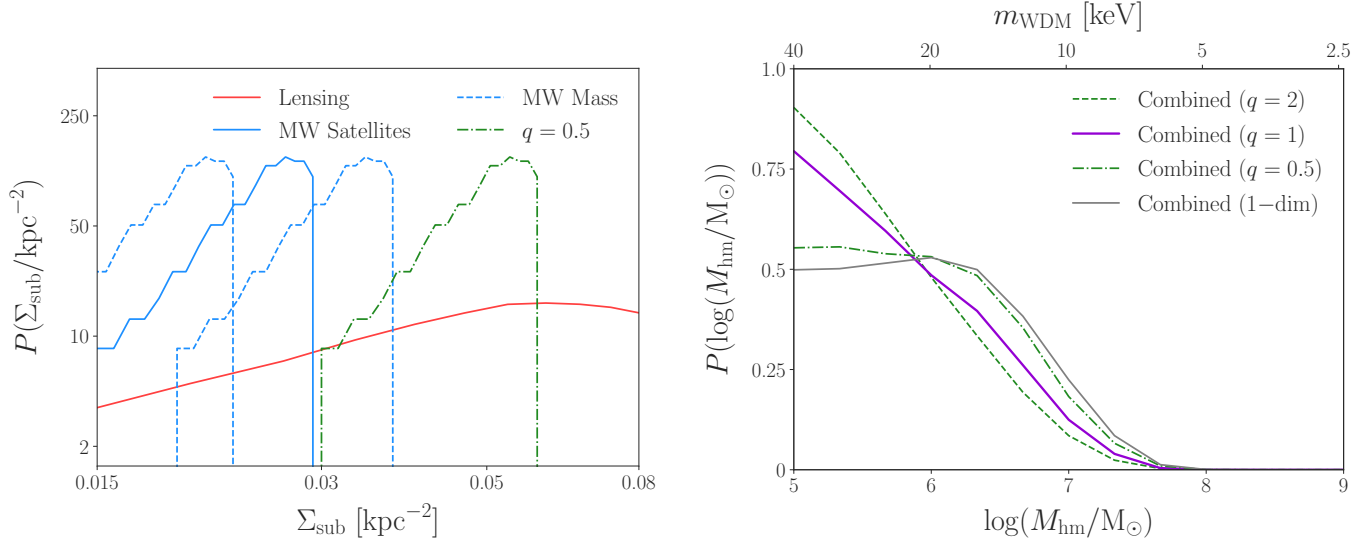 Lensing
MW Satellites
MW Mass
q = 0.5
250
50
10
2
P(Σ_sub/kpc⁻²)
0.015
0.03
0.05
0.08
Σ_sub [kpc⁻²]
m_WDM [keV]
40
20
10
5
2.5
1.0
0.75
0.5
0.25
0
P(log(M_hm/M_⊙))
Combined (q = 2)
Combined (q = 1)
Combined (q = 0.5)
Combined (1−dim)
5
6
7
8
9
log(M_hm/M_⊙)